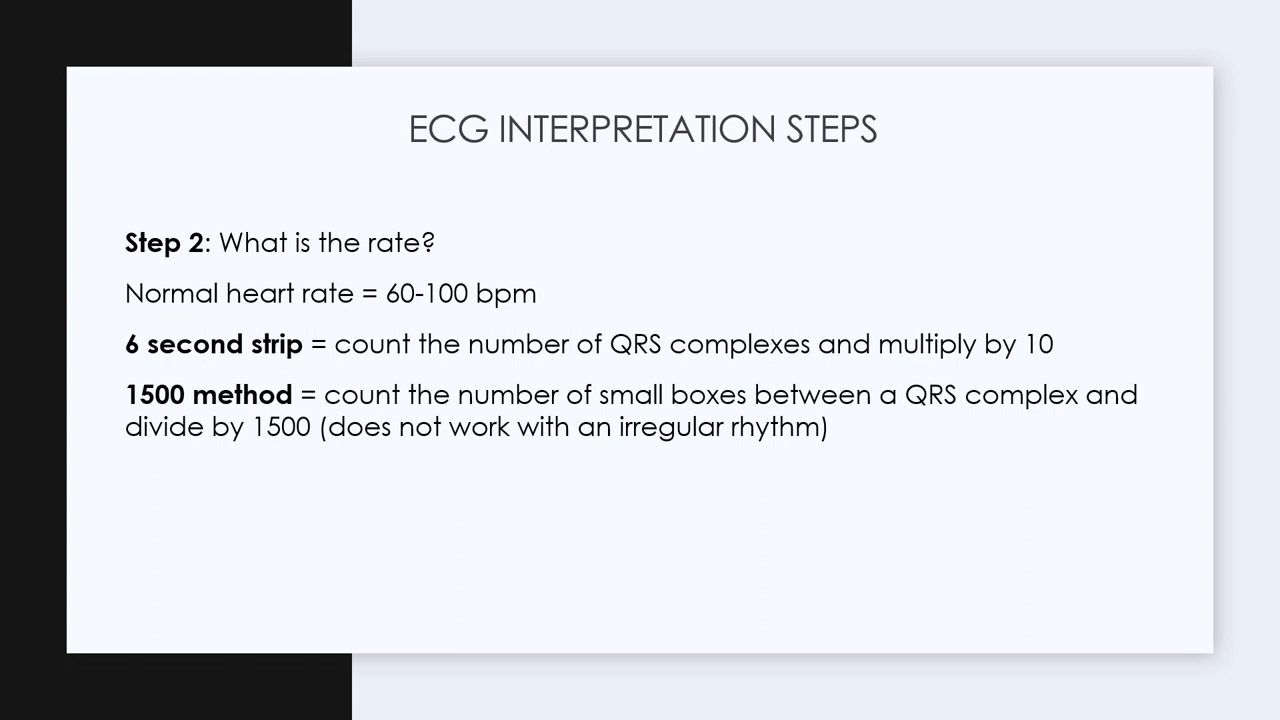 ECG INTERPRETATION STEPS
Step 2: What is the rate?
Normal heart rate = 60-100 bpm
6 second strip = count the number of QRS complexes and multiply by 10
1500 method = count the number of small boxes between a QRS complex and
divide by 1500 (does not work with an irregular rhythm)